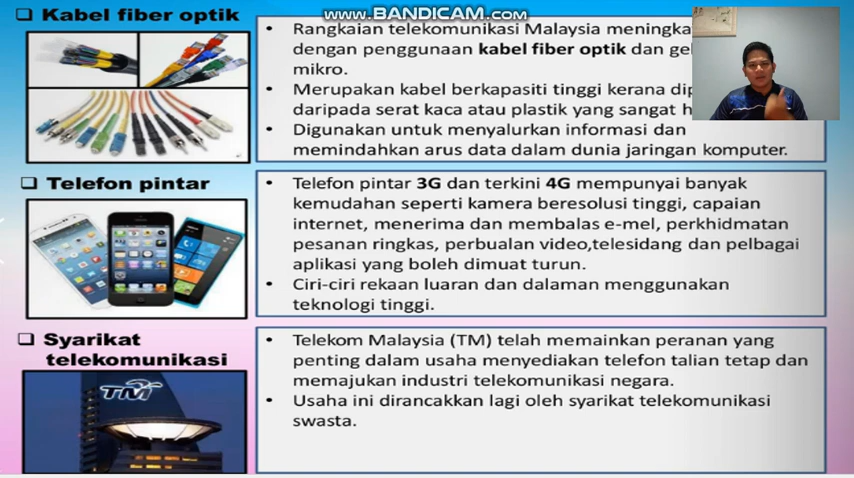 www.BANDICAM.com
Kabel fiber optik
Rangkaian telekomunikasi Malaysia
dengan penggunaan kabel fiber optik dan
mikro.
Merupakan kabel berkapasiti tinggi kerana
daripada serat kaca atau plastik yang sangat
Digunakan untuk menyalurkan informasi dan
memindahkan arus data dalam dunia jaringan komputer.
Telefon pintar
Telefon pintar 3G dan terkini 4G mempunyai banyak
kemudahan seperti kamera beresolusi tinggi, capaian
internet, menerima dan membalas e-mel, perkhidmatan
pesanan ringkas, perbualan video,telesidang dan pelbagai
aplikasi yang boleh dimuat turun.
Ciri-ciri rekaan luaran dan dalaman menggunakan
teknologi tinggi.
Syarikat
telekomunikasi
TM
Telekom Malaysia (TM) telah memainkan peranan yang
penting dalam usaha menyediakan telefon talian tetap dan
memajukan industri telekomunikasi negara.
Usaha ini dirancakkan lagi oleh syarikat telekomunikasi
swasta.